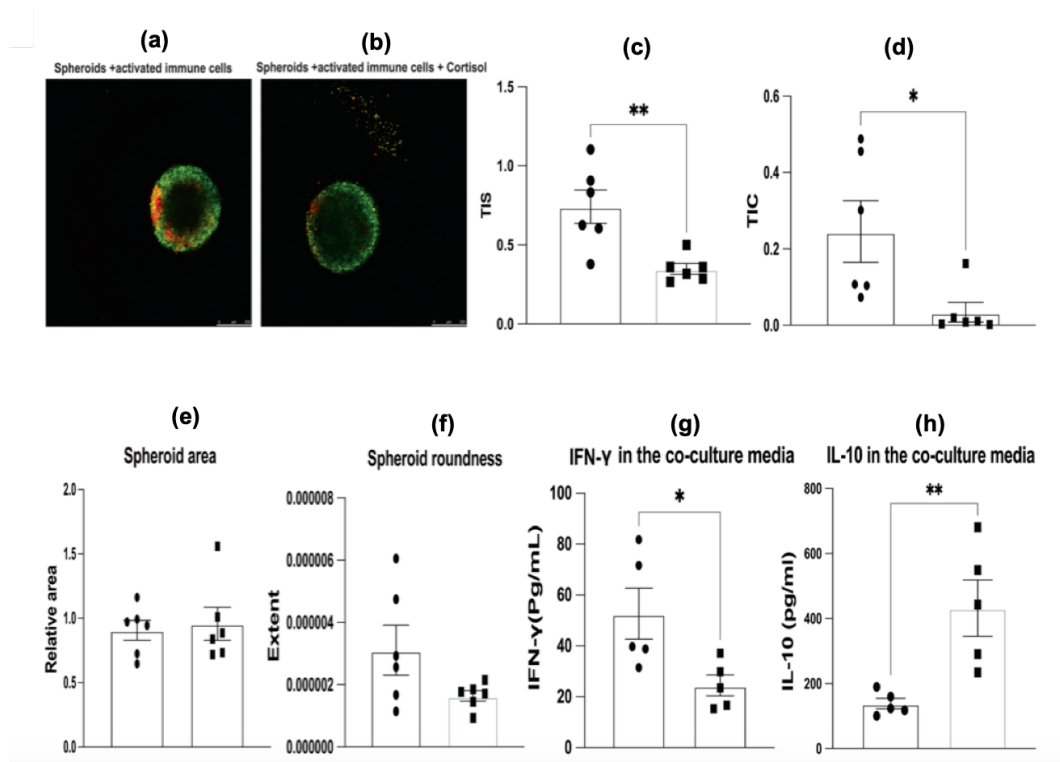 (a)
(b)
(c)
(d)
Spheroids +activated immune cells
Spheroids +activated immune cells + Cortisol
1.5
1.0
0.5
0.0
TIS
**
0.6
0.4
0.2
0.0
TIC
*
(e)
Spheroid area
2.0
1.5
1.0
0.5
0.0
Relative area
(f)
Spheroid roundness
0.000008
0.000006
0.000004
0.000002
0.000000
Extent
(g)
IFN-γ in the co-culture media
100
80
60
40
20
0
IFN-γ(Pg/mL)
*
(h)
IL-10 in the co-culture media
800
600
400
200
0
IL-10 (pg/ml)
**